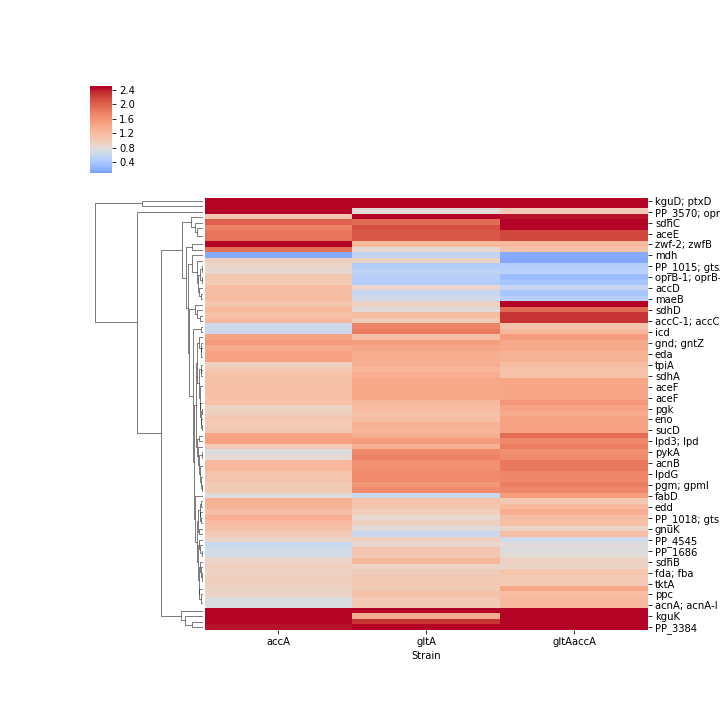 2.4
2.0
1.6
1.2
0.8
0.4
kguD; ptxD
PP_3570; opr
sdhC
aceE
zwf-2; zwfB
mdh
PP_1015; gts
oprB-1; oprB-
accD
maeB
sdhD
accC-1; accC
icd
gnd; gntZ
eda
tpiA
sdhA
aceF
aceF
pgk
eno
sucD
lpd3; lpd
pykA
acnB
lpdG
pgm; gpmI
fabD
edd
PP_1018; gts
gnuK
PP_4545
PP_1686
sdhB
fda; fba
tktA
ppc
acnA; acnA-I
kguK
PP_3384
accA gltA gltAaccA
Strain